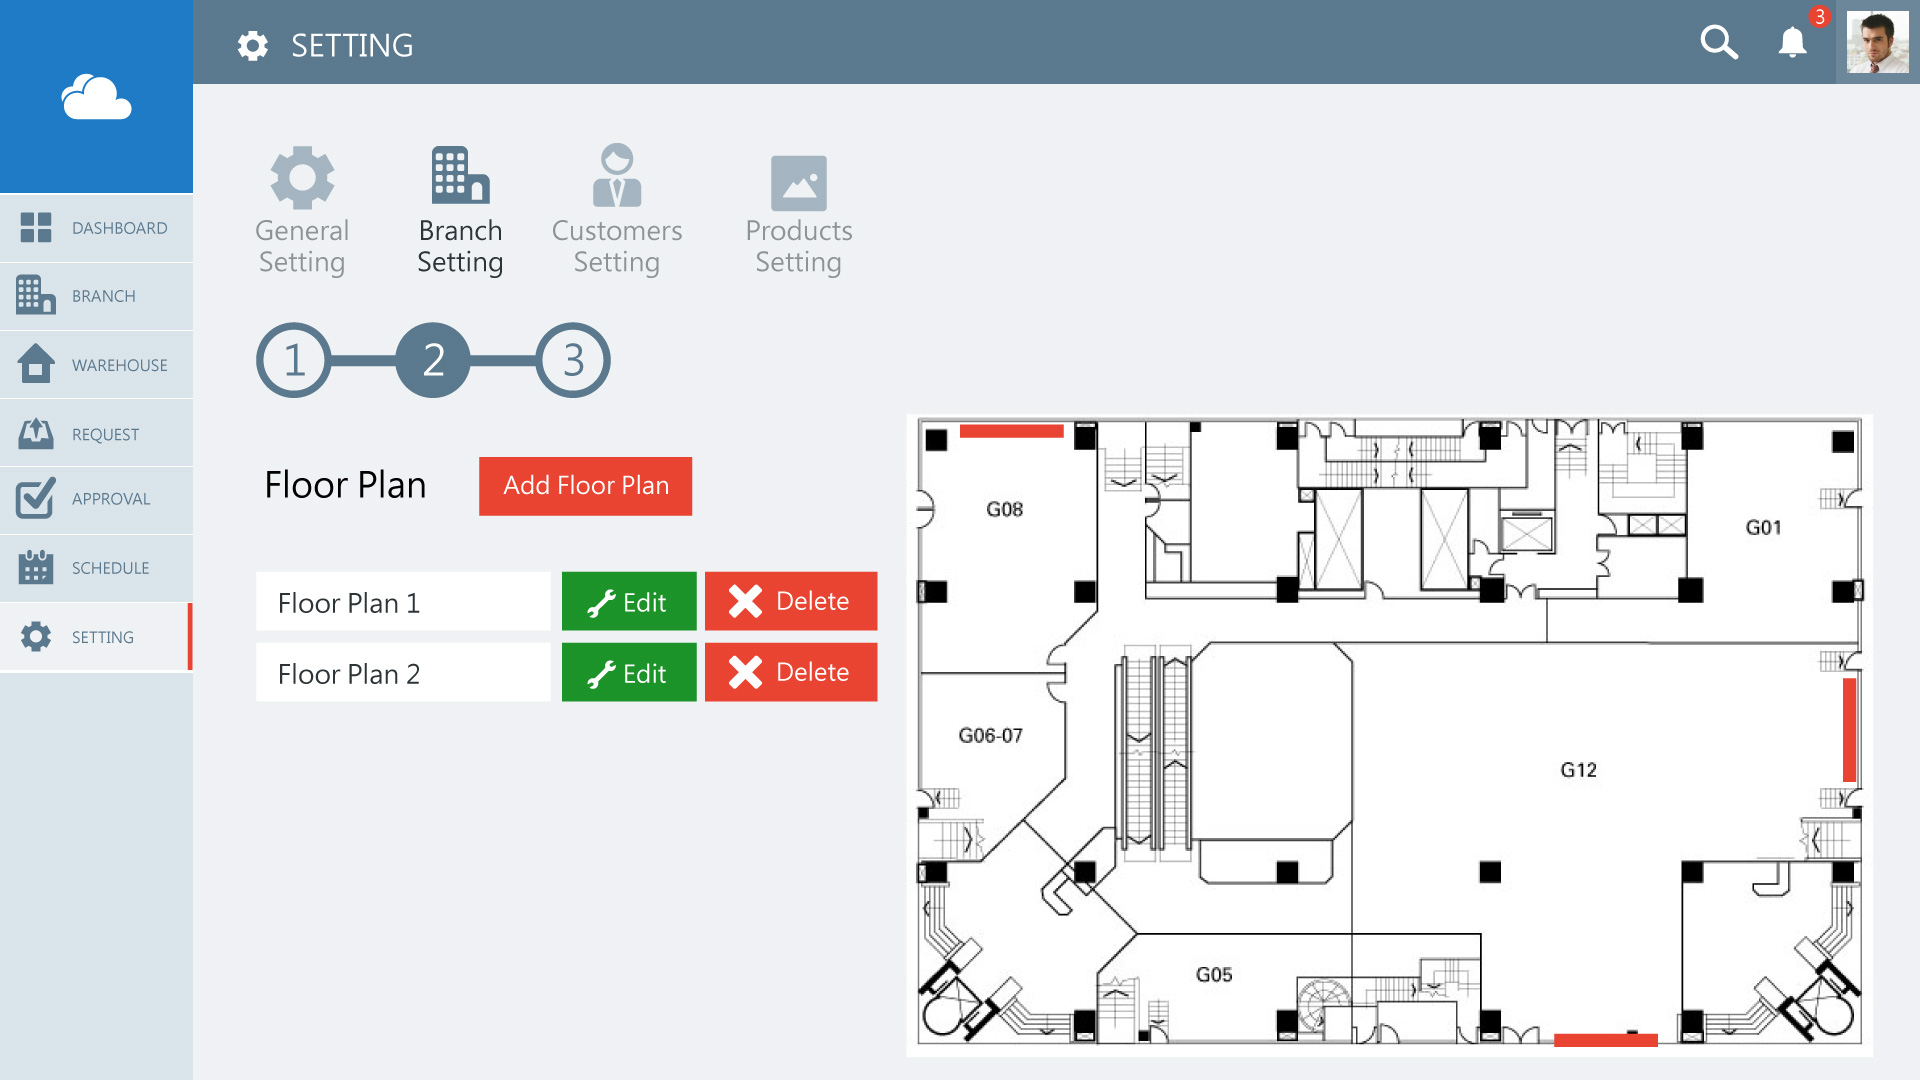 SETTING
3
DASHBOARD
BRANCH
WAREHOUSE
REQUEST
APPROVAL
SCHEDULE
SETTING
General
Setting
Branch
Setting
Customers
Setting
Products
Setting
1
2
3
Floor Plan
Add Floor Plan
Floor Plan 1
Edit
Delete
Floor Plan 2
Edit
Delete
G08
G01
G06-07
G12
G05